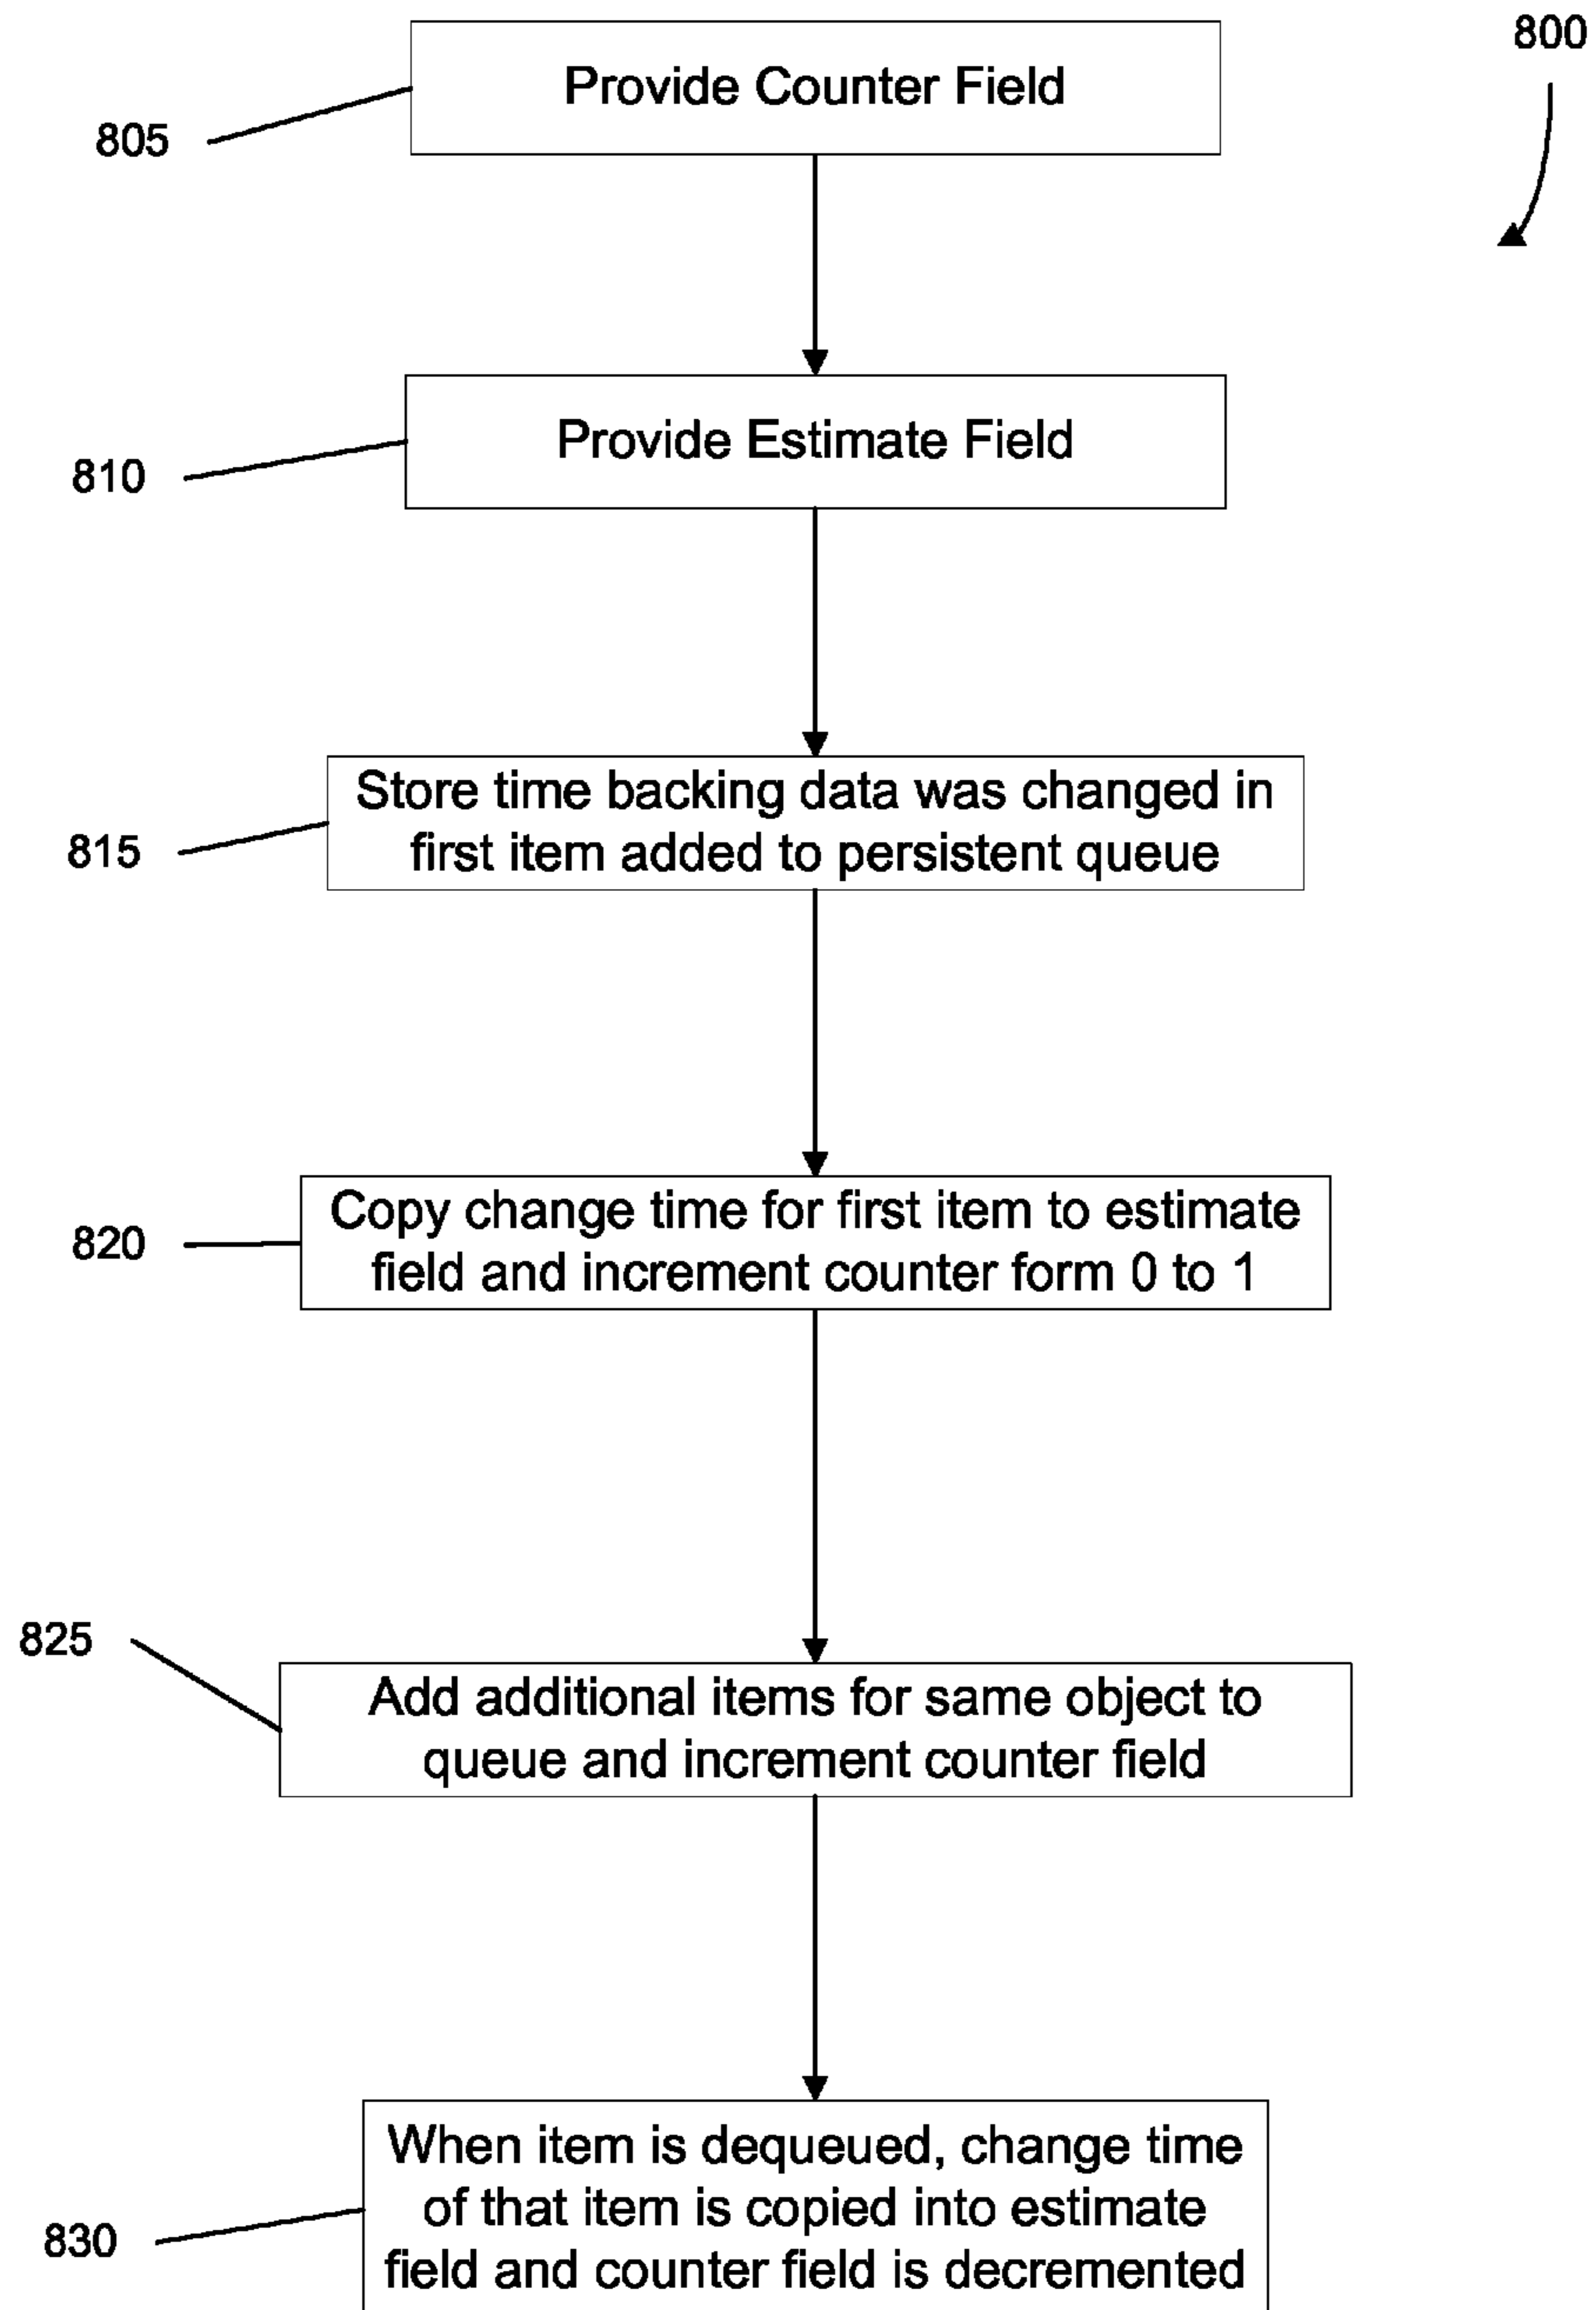 800
Provide Counter Field
805
Provide Estimate Field
810
Store time backing data was changed in
first item added to persistent queue
815
Copy change time for first item to estimate
field and increment counter form 0 to 1
820
825
Add additional items for same object to
queue and increment counter field
When item is dequeued, change time
of that item is copied into estimate
field and counter field is decremented
830